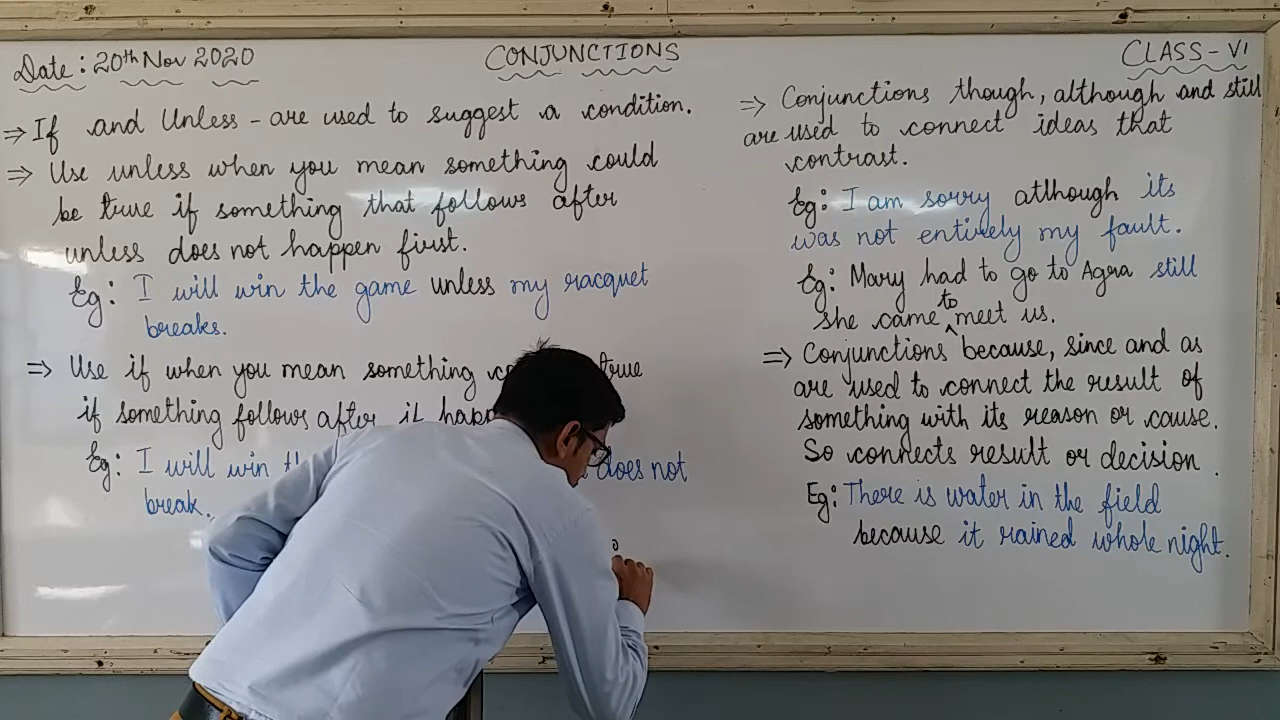 Date: 20th Nov 2020
CONJUNCTIONS
CLASS-VI
⇒ If and Unless - are used to suggest a condition.
⇒ Use unless when you mean something could
be true if something that follows after
unless does not happen first.
Eg: I will win the game unless my racquet
breaks.
⇒ Use if when you mean something true
if something follows after it
Eg: I will win does not
break.
⇒ Conjunctions though, although and still
are used to connect ideas that
contrast.
Eg: I am sorry atlhough its
was not entirely my fault.
Eg: Mary had to go to Agra still
she came to meet us.
⇒ Conjunctions because, since and as
are used to connect the result of
something with its reason or cause.
So connects result or decision.
Eg: There is water in the field
because it rained whole night.